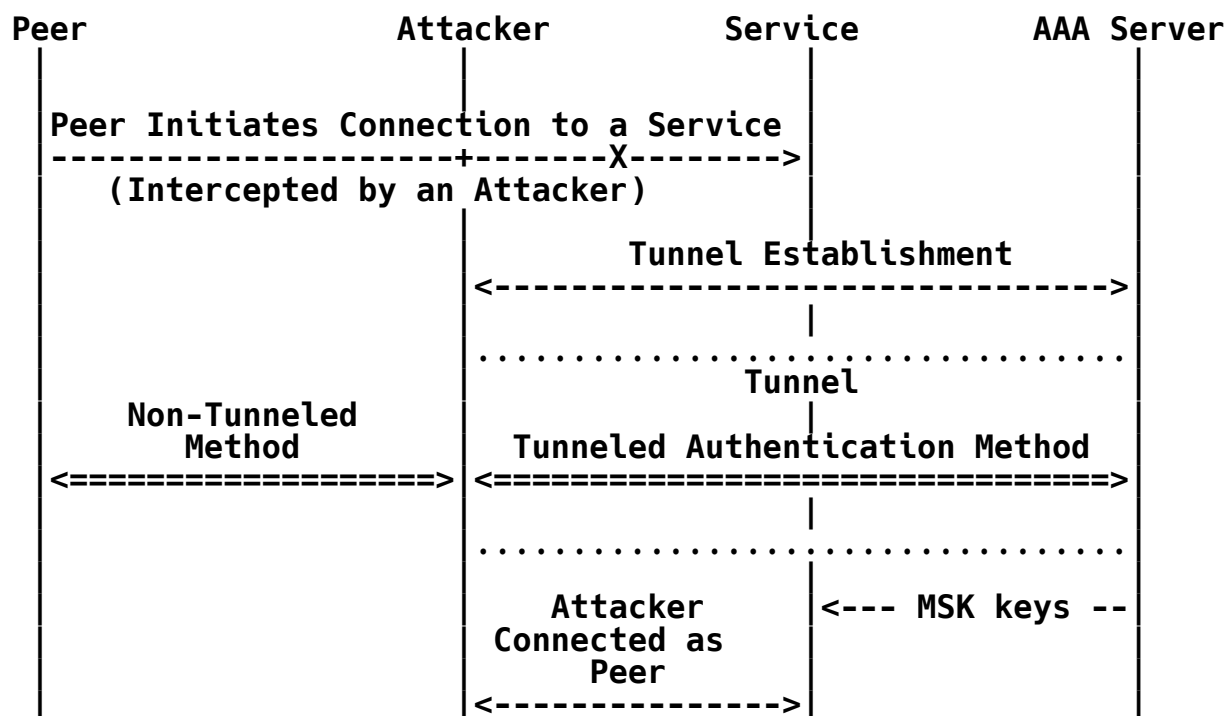 Peer Attacker Service AAA Server
Peer Initiates Connection to a Service
---------------------+-------X-------->
(Intercepted by an Attacker)
Tunnel Establishment
<-------------------------------->
..................................
Tunnel
Non-Tunneled
Method Tunneled Authentication Method
<===================> <================================>
..................................
Attacker <--- MSK keys --
Connected as
Peer
<--------------->